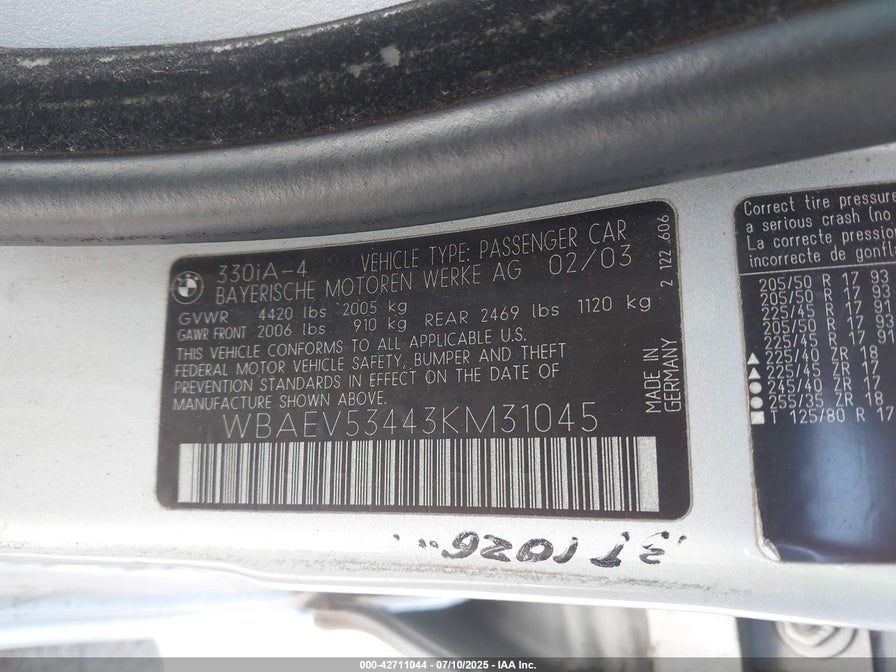 330iA-4 VEHICLE TYPE: PASSENGER CAR
BAYERISCHE MOTOREN WERKE AG 02/03
GVWR 4420 lbs 2005 kg
GAWR FRONT 2006 lbs 910 kg REAR 2469 lbs 1120 kg
THIS VEHICLE CONFORMS TO ALL APPLICABLE U.S.
FEDERAL MOTOR VEHICLE SAFETY, BUMPER AND THEFT
PREVENTION STANDARDS IN EFFECT ON THE DATE OF
MANUFACTURE SHOWN ABOVE.
WBAEV53443KM31045
MADE IN
GERMANY
2 122 606
Correct tire pressure
a serious crash (no
La correcte pression
incorrecte de gonf
205/50 R 17 93
205/50 R 17 93
225/45 R 17 93
205/50 R 17 93
225/45 R 17 91
225/40 ZR 18
225/45 ZR 17
245/40 ZR 17
255/35 ZR 18
T 125/80 R 17
3T1026
000-42711044 / 07/10/2025 - IAA Inc.